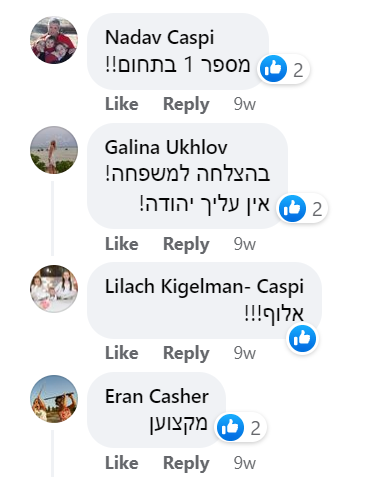 Nadav Caspi
מספר 1 בתחום!!
2
Like Reply 9w
Galina Ukhlov
בהצלחה למשפחה!
אין עליך יהודה!
2
Like Reply 9w
Lilach Kigelman- Caspi
אלוף!!!
Like Reply 9w
Eran Casher
מקצוען
2
Like Reply 9w